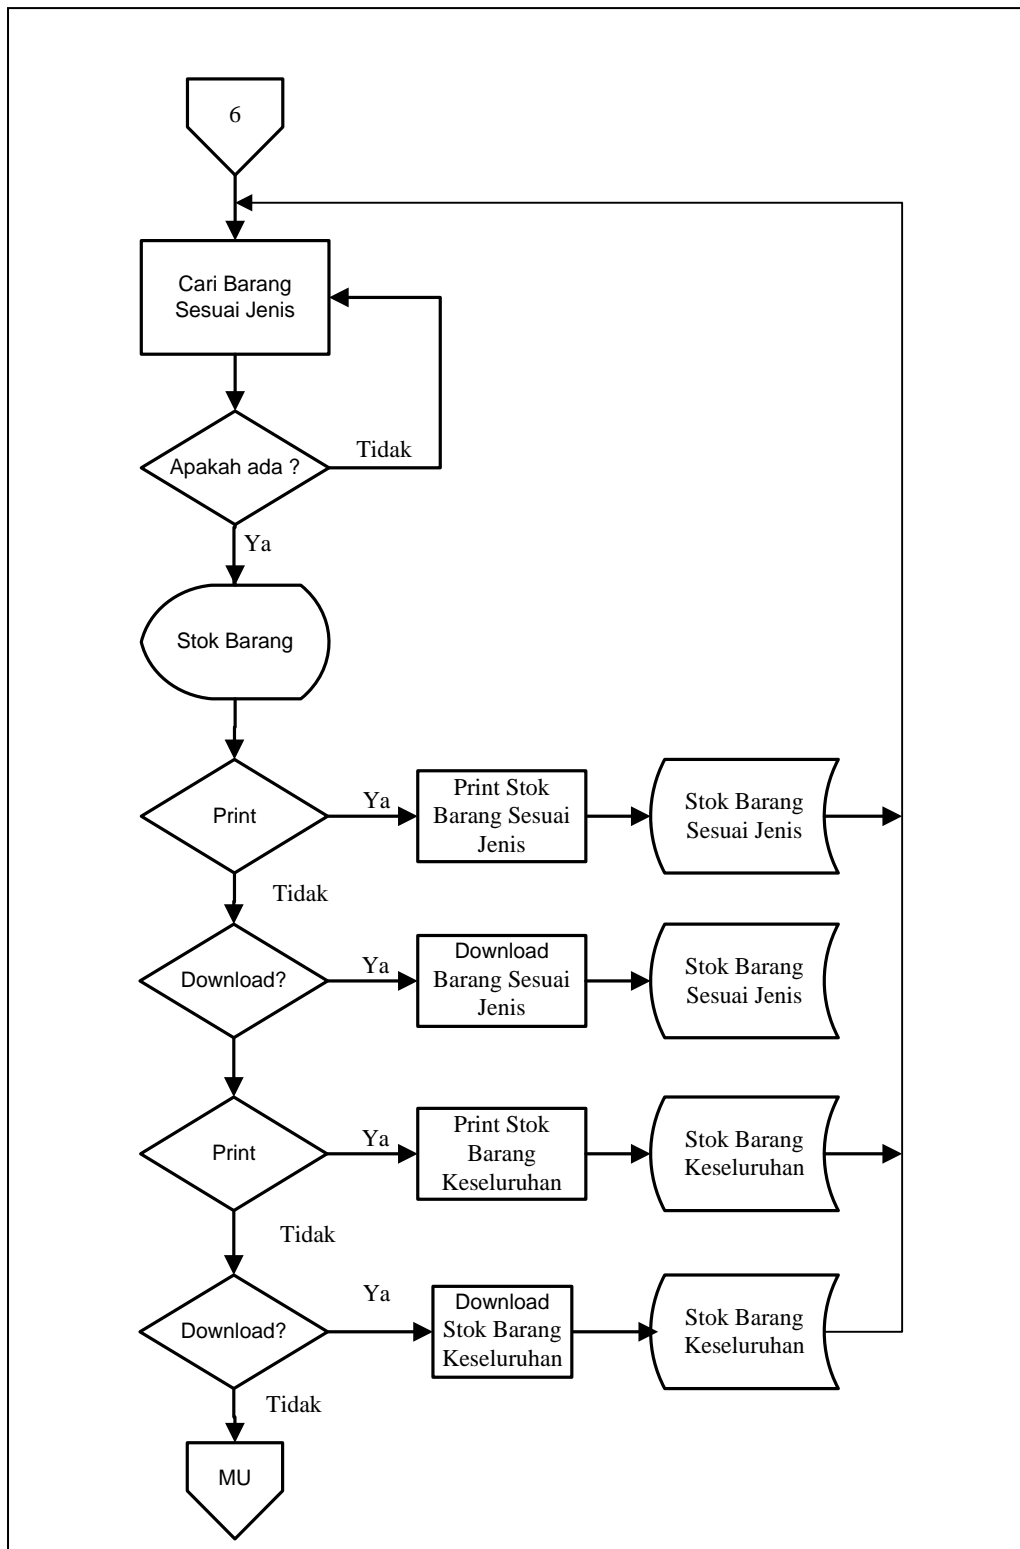 6
Cari Barang
Sesuai Jenis
Apakah ada ?
Tidak
Ya
Stok Barang
Print
Ya
Print Stok
Barang Sesuai
Jenis
Stok Barang
Sesuai Jenis
Tidak
Download?
Ya
Download
Barang Sesuai
Jenis
Stok Barang
Sesuai Jenis
Print
Ya
Print Stok
Barang
Keseluruhan
Stok Barang
Keseluruhan
Tidak
Download?
Ya
Download
Stok Barang
Keseluruhan
Stok Barang
Keseluruhan
Tidak
MU